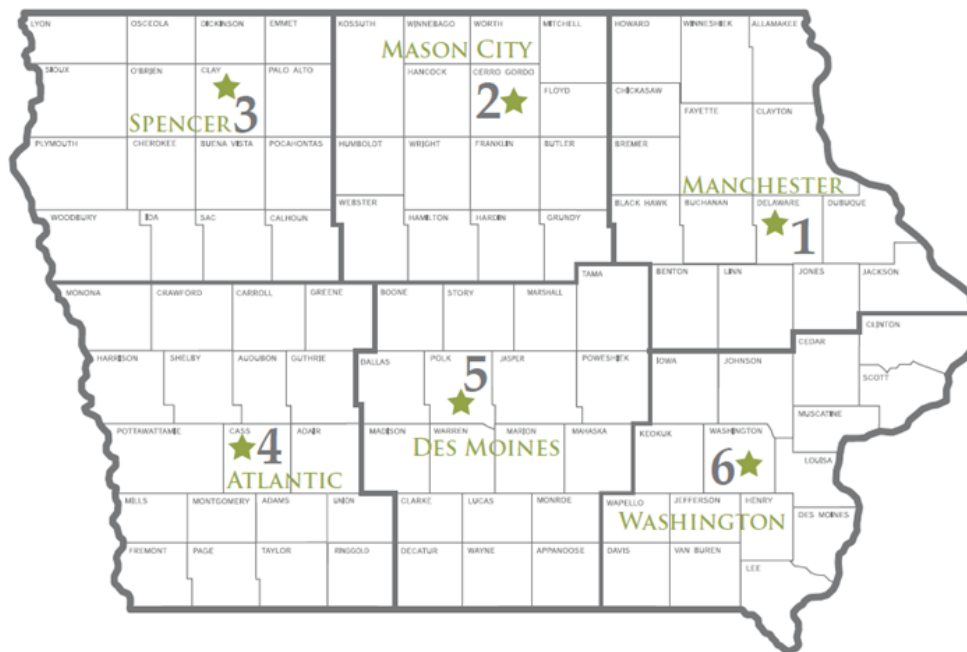 LYON OSCEOLA DICKINSON EMMET KOSSUTH WINNEBAGO WORTH MITCHELL HOWARD WINNESHIEK ALLAMAKEE
MASON CITY
SIOUX O'BRIEN CLAY PALO ALTO HANCOCK CERRO GORDO
FLOYD CHICKASAW
3 2
SPENCER
FAYETTE CLAYTON
PLYMOUTH CHEROKEE BUENA VISTA POCAHONTAS HUMBOLDT WRIGHT FRANKLIN BUTLER BREMER
MANCHESTER
WEBSTER BLACK HAWK BUCHANAN DELAWARE DUBUQUE
WOODBURY IDA SAC CALHOUN HAMILTON HARDIN GRUNDY
1
TAMA BENTON LINN JONES JACKSON
MONONA CRAWFORD CARROLL GREENE BOONE STORY MARSHALL
CLINTON
CEDAR
HARRISON SHELBY AUDOBON GUTHRIE DALLAS POLK JASPER POWESHIEK IOWA JOHNSON
5
SCOTT
MUSCATINE
POTTAWATTAMIE CASS ADAIR MADISON WARREN MARION MAHASKA KEOKUK WASHINGTON
4 DES MOINES 6
LOUISA
ATLANTIC
MILLS MONTGOMERY ADAMS UNION CLARKE LUCAS MONROE WAPELLO JEFFERSON HENRY
DES MOINES
WASHINGTON
FREMONT PAGE TAYLOR RINGGOLD DECATUR WAYNE APPANOOSE DAVIS VAN BUREN
LEE